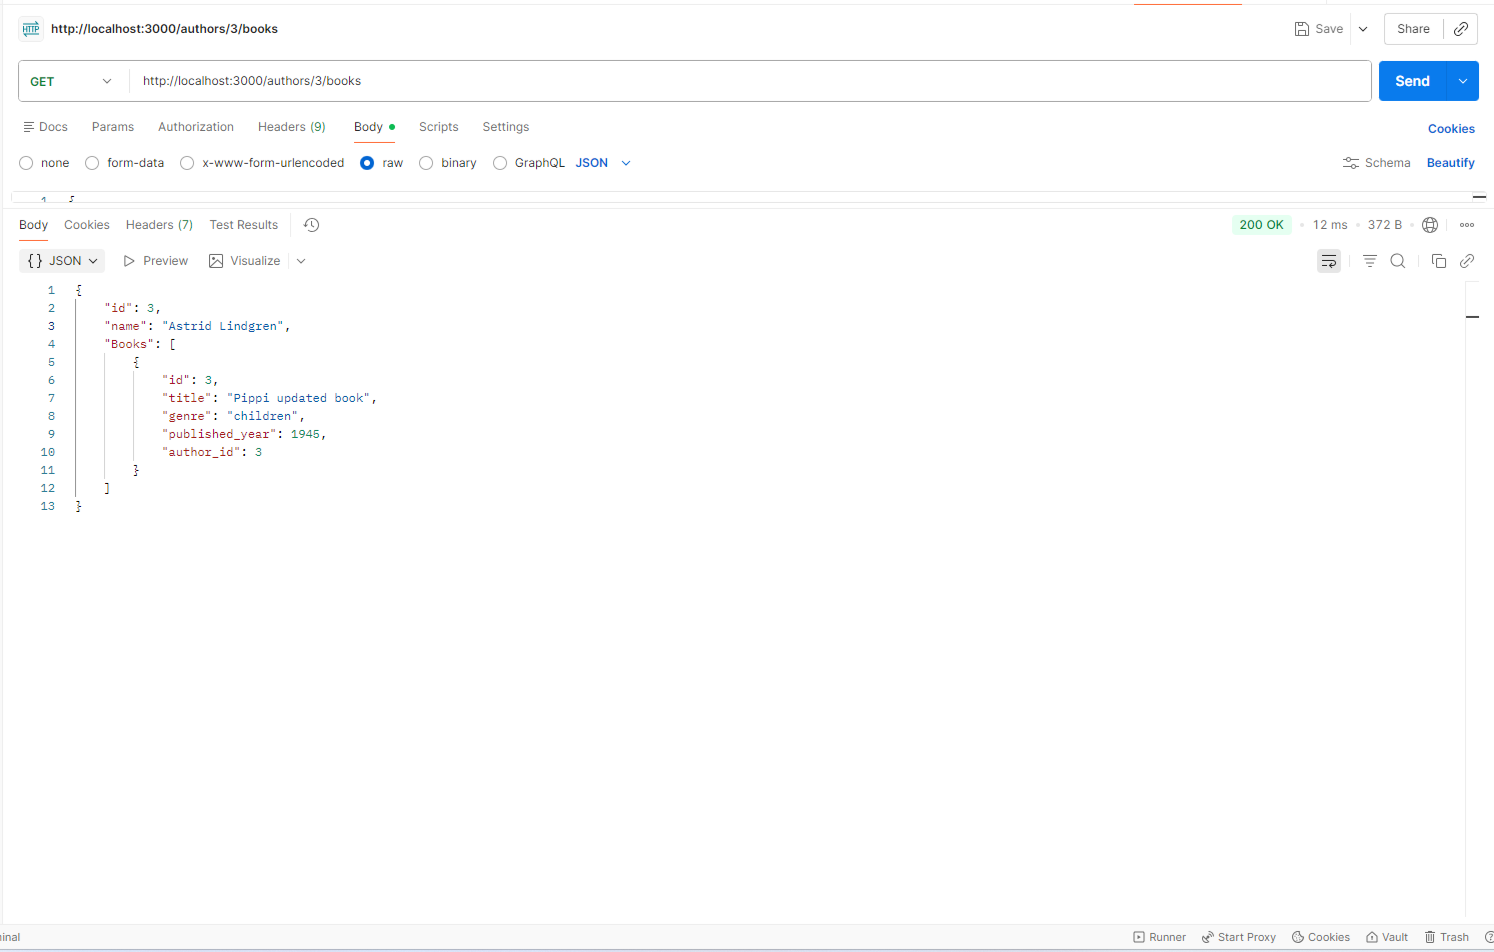 HTTP http://localhost:3000/authors/3/books Save Share
GET http://localhost:3000/authors/3/books Send
Docs Params Authorization Headers (9) Body Scripts Settings Cookies
none form-data x-www-form-urlencoded raw binary GraphQL JSON Schema Beautify
Body Cookies Headers (7) Test Results 200 OK 12 ms 372 B
{} JSON Preview Visualize
1 {
2 "id": 3,
3 "name": "Astrid Lindgren",
4 "Books": [
5 {
6 "id": 3,
7 "title": "Pippi updated book",
8 "genre": "children",
9 "published_year": 1945,
10 "author_id": 3
11 }
12 ]
13 }
Runner Start Proxy Cookies Vault Trash